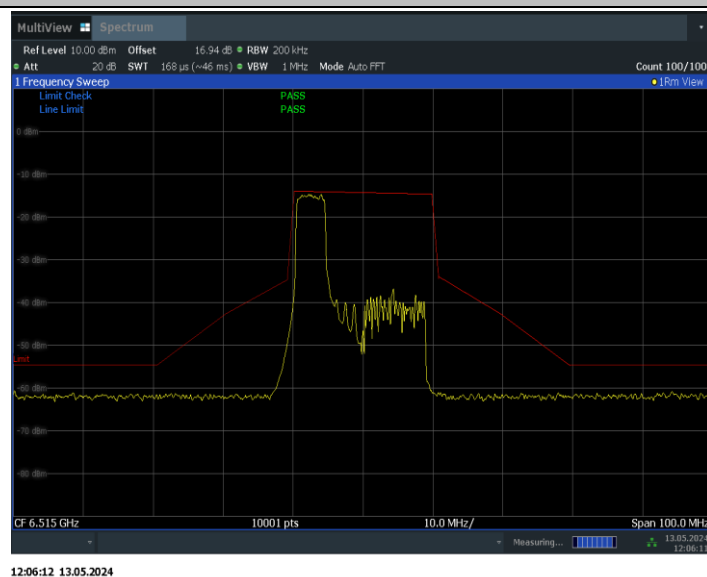 MultiView Spectrum
Ref Level 10.00 dBm Offset 16.94 dB RBW 200 kHz
Att 20 dB SWT 168 µs (~46 ms) VBW 1 MHz Mode Auto FFT Count 100/100
1 Frequency Sweep 1Rm View
Limit Check PASS
Line Limit PASS
0 dBm
-10 dBm
-20 dBm
-30 dBm
-40 dBm
-50 dBm
Limit
-60 dBm
-70 dBm
-80 dBm
CF 6.515 GHz 10001 pts 10.0 MHz/ Span 100.0 MHz
Measuring... 13.05.2024
12:06:11
12:06:12 13.05.2024